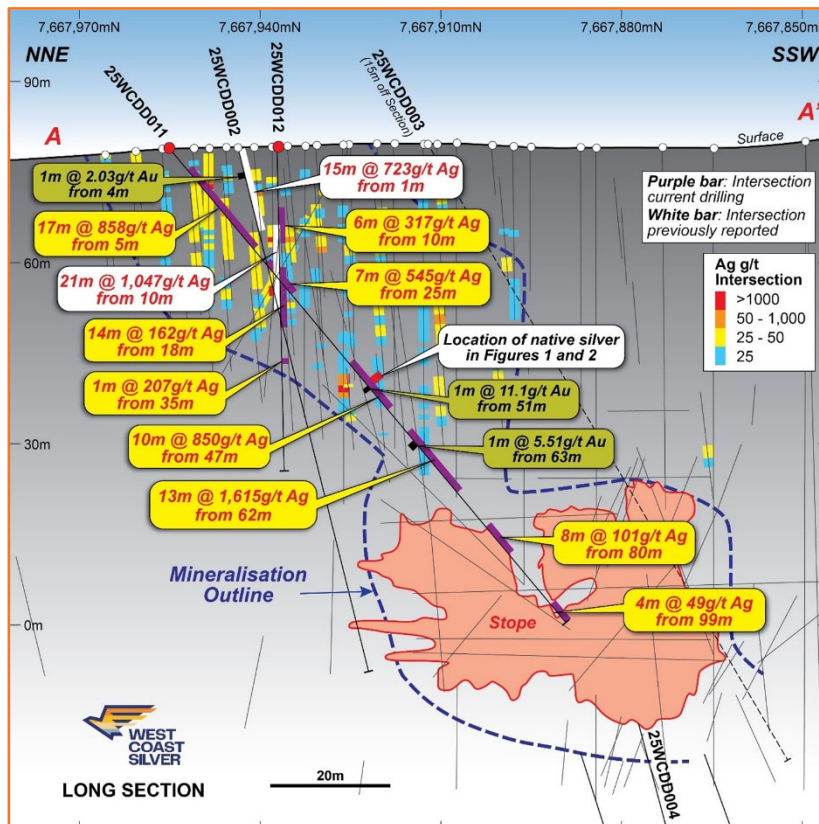 7,667,970mN
7,667,940mN
7,667,910mN
7,667,880mN
7,667,850mN
NNE
SSW
25WCDD011
25WCDD002
25WCDD012
25WCDD003
(15m off Section)
90m
A
A'
Surface
1m @ 2.03g/t Au
from 4m
15m @ 723g/t Ag
from 1m
Purple bar: Intersection
current drilling
White bar: Intersection
previously reported
17m @ 858g/t Ag
from 5m
6m @ 317g/t Ag
from 10m
60m
21m @ 1,047g/t Ag
from 10m
7m @ 545g/t Ag
from 25m
Ag g/t
Intersection
>1000
50 - 1,000
25 - 50
25
14m @ 162g/t Ag
from 18m
Location of native silver
in Figures 1 and 2
1m @ 207g/t Ag
from 35m
1m @ 11.1g/t Au
from 51m
30m
10m @ 850g/t Ag
from 47m
1m @ 5.51g/t Au
from 63m
13m @ 1,615g/t Ag
from 62m
8m @ 101g/t Ag
from 80m
Mineralisation
Outline
4m @ 49g/t Ag
from 99m
0m
Stope
WEST
COAST
SILVER
25WCDD004
LONG SECTION
20m